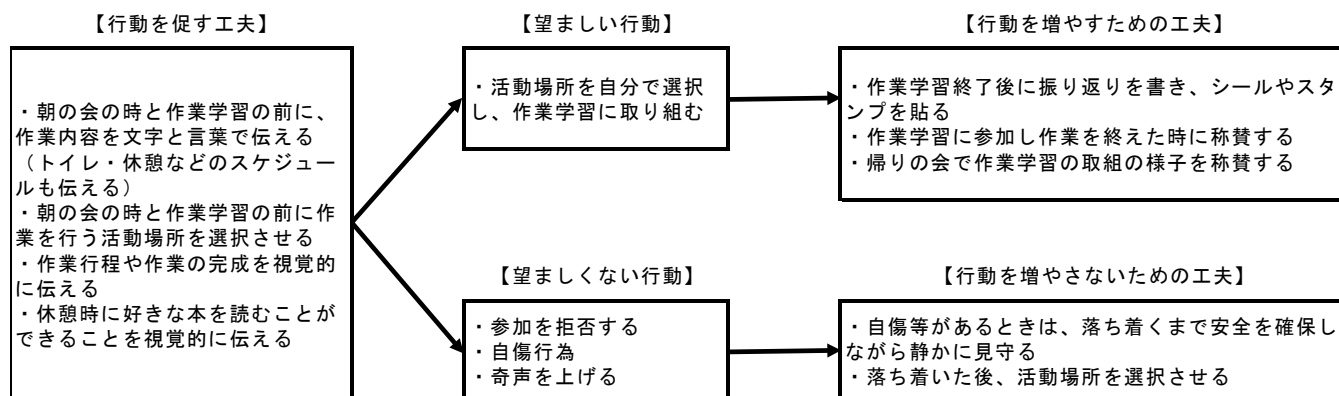 【行動を促す工夫】
・朝の会の時と作業学習の前に、
作業内容を文字と言葉で伝える
（トイレ・休憩などのスケジュー
ルも伝える）
・朝の会の時と作業学習の前に作
業を行う活動場所を選択させる
・作業行程や作業の完成を視覚的
に伝える
・休憩時に好きな本を読むことが
できることを視覚的に伝える
【望ましい行動】
・活動場所を自分で選択
し、作業学習に取り組む
【行動を増やすための工夫】
・作業学習終了後に振り返りを書き、シールやスタ
ンプを貼る
・作業学習に参加し作業を終えた時に称賛する
・帰りの会で作業学習の取組の様子を称賛する
【望ましくない行動】
・参加を拒否する
・自傷行為
・奇声を上げる
【行動を増やさないための工夫】
・自傷等があるときは、落ち着くまで安全を確保し
ながら静かに見守る
・落ち着いた後、活動場所を選択させる